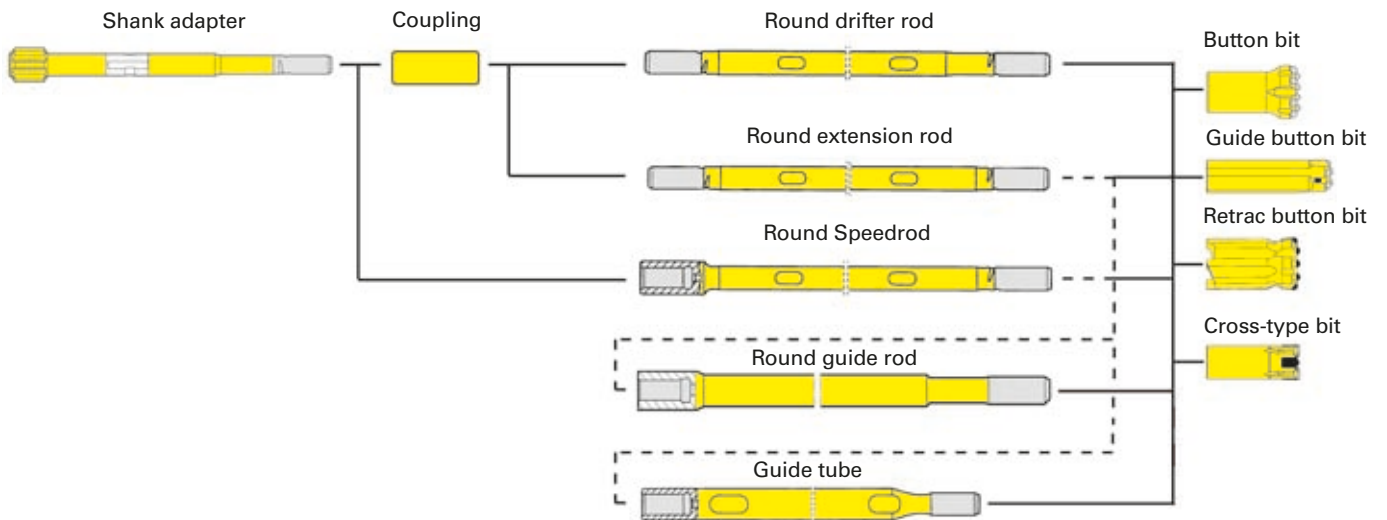 Shank adapter
Coupling
Round drifter rod
Button bit
Round extension rod
Guide button bit
Round Speedrod
Retrac button bit
Cross-type bit
Round guide rod
Guide tube